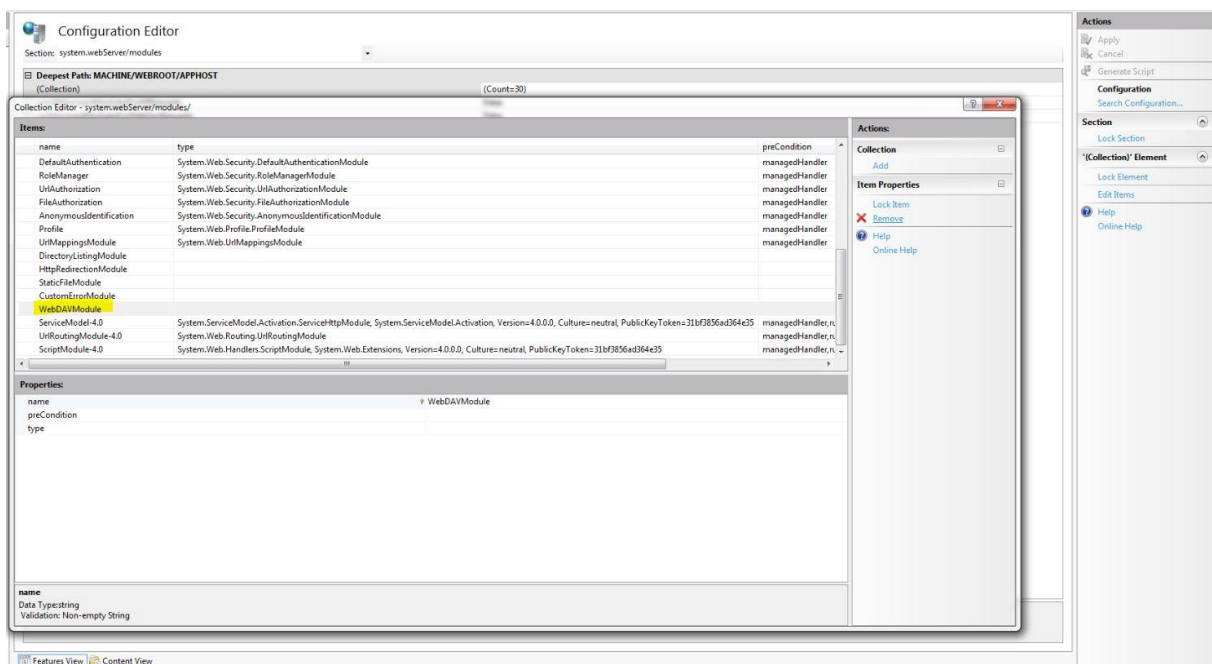 Configuration Editor
Section: system.webServer/modules
Deepest Path: MACHINE/WEBROOT/APPHOST
(Collection) (Count=30)
Collection Editor - system.webServer/modules/
Items:
name type preCondition
DefaultAuthentication System.Web.Security.DefaultAuthenticationModule managedHandler
RoleManager System.Web.Security.RoleManagerModule managedHandler
UrlAuthorization System.Web.Security.UrlAuthorizationModule managedHandler
FileAuthorization System.Web.Security.FileAuthorizationModule managedHandler
AnonymousIdentification System.Web.Security.AnonymousIdentificationModule managedHandler
Profile System.Web.Profile.ProfileModule managedHandler
UrlMappingsModule System.Web.UrlMappingsModule managedHandler
DirectoryListingModule
HttpRedirectionModule
StaticFileModule
CustomErrorModule
WebDAVModule
ServiceModel-4.0 System.ServiceModel.Activation.ServiceHttpModule, System.ServiceModel.Activation, Version=4.0.0.0, Culture=neutral, PublicKeyToken=31bf3856ad364e35 managedHandler,ru
UrlRoutingModule-4.0 System.Web.Routing.UrlRoutingModule managedHandler,ru
ScriptModule-4.0 System.Web.Handlers.ScriptModule, System.Web.Extensions, Version=4.0.0.0, Culture=neutral, PublicKeyToken=31bf3856ad364e35 managedHandler,ru
Properties:
name WebDAVModule
preCondition
type
name
Data Type:string
Validation: Non-empty String
Actions:
Collection
Add
Item Properties
Lock Item
Remove
Help
Online Help
Features View Content View
Actions
Apply
Cancel
Generate Script
Configuration
Search Configuration...
Section
Lock Section
'(Collection)' Element
Lock Element
Edit Items
Help
Online Help